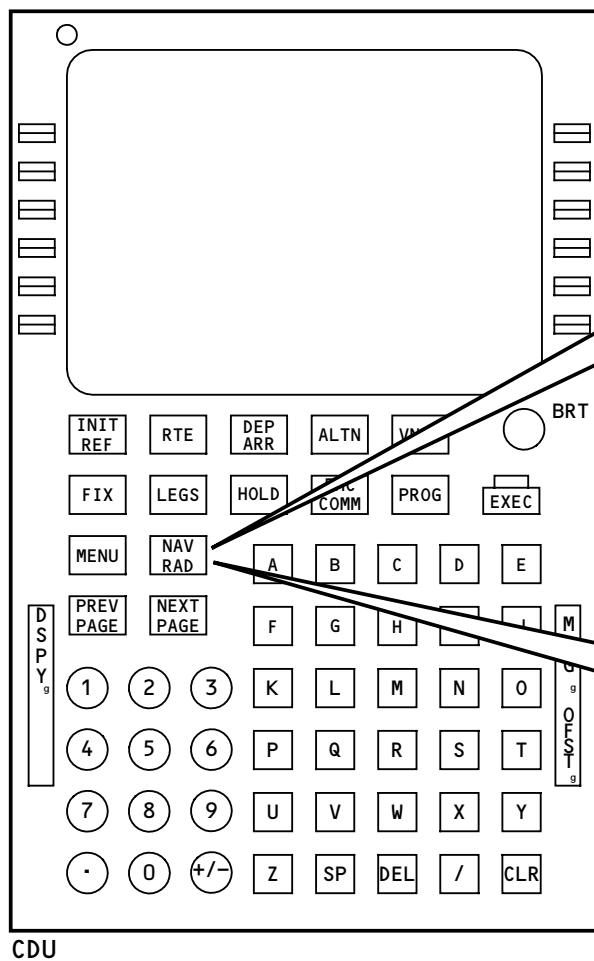 BRT
INIT REF
RTE
DEP ARR
ALTN
FIX
LEGS
HOLD
COMM
PROG
EXEC
MENU
NAV RAD
A B C D E
PREV PAGE
NEXT PAGE
F G H
DSPY g
1 2 3 K L M N O
4 5 6 P Q R S T
OFST g
7 8 9 U V W X Y
. 0 +/- Z SP DEL / CLR
CDU